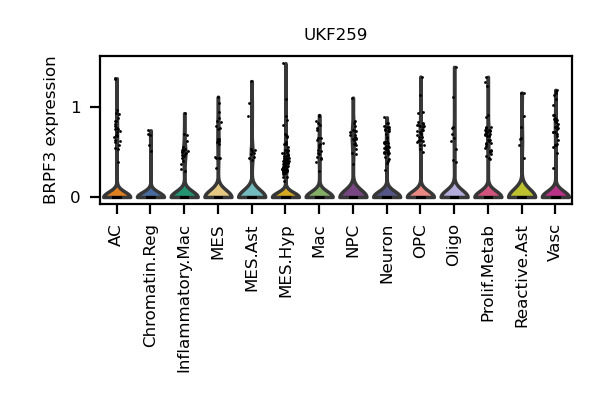 UKF259
BRPF3 expression
1
0
AC
Chromatin.Reg
Inflammatory.Mac
MES
MES.Ast
MES.Hyp
Mac
NPC
Neuron
OPC
Oligo
Prolif.Metab
Reactive.Ast
Vasc